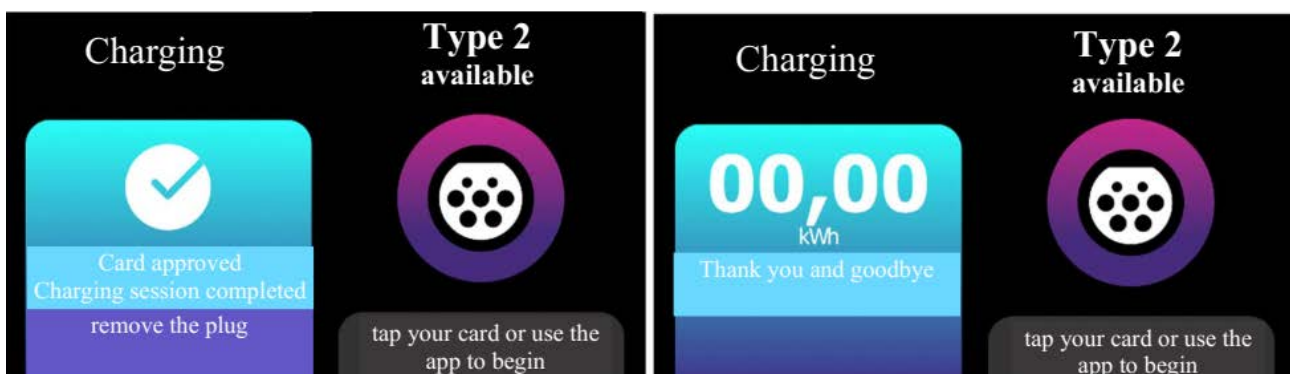 Charging
Type 2
available
Card approved
Charging session completed
remove the plug
tap your card or use the
app to begin
Charging
Type 2
available
00,00
kWh
Thank you and goodbye
tap your card or use the
app to begin